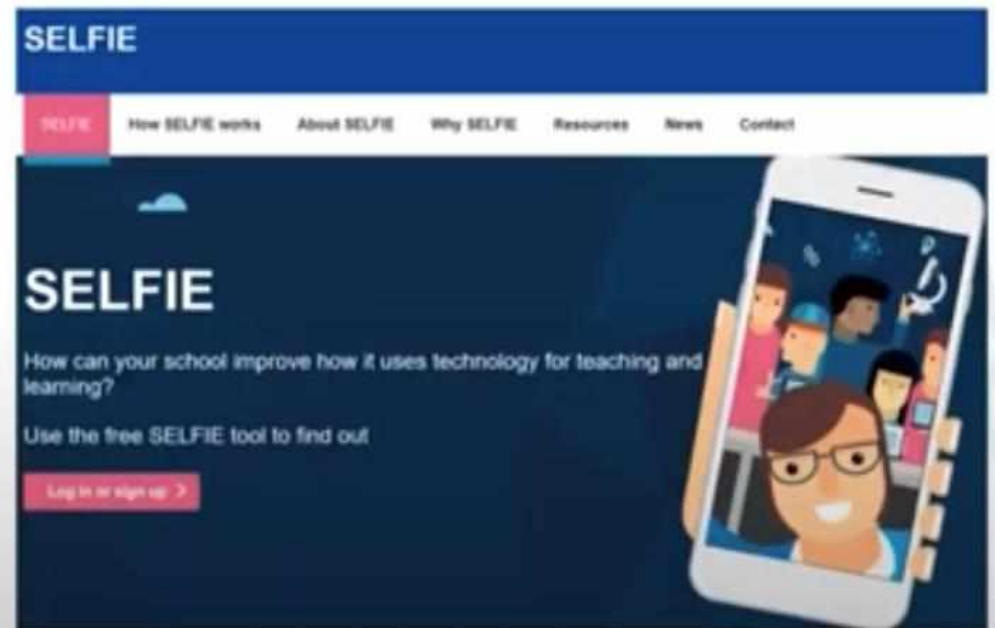 SELFIE
SELFIE How SELFIE works About SELFIE Why SELFIE Resources News Contact
SELFIE
How can your school improve how it uses technology for teaching and
learning?
Use the free SELFIE tool to find out
Log in or sign up >